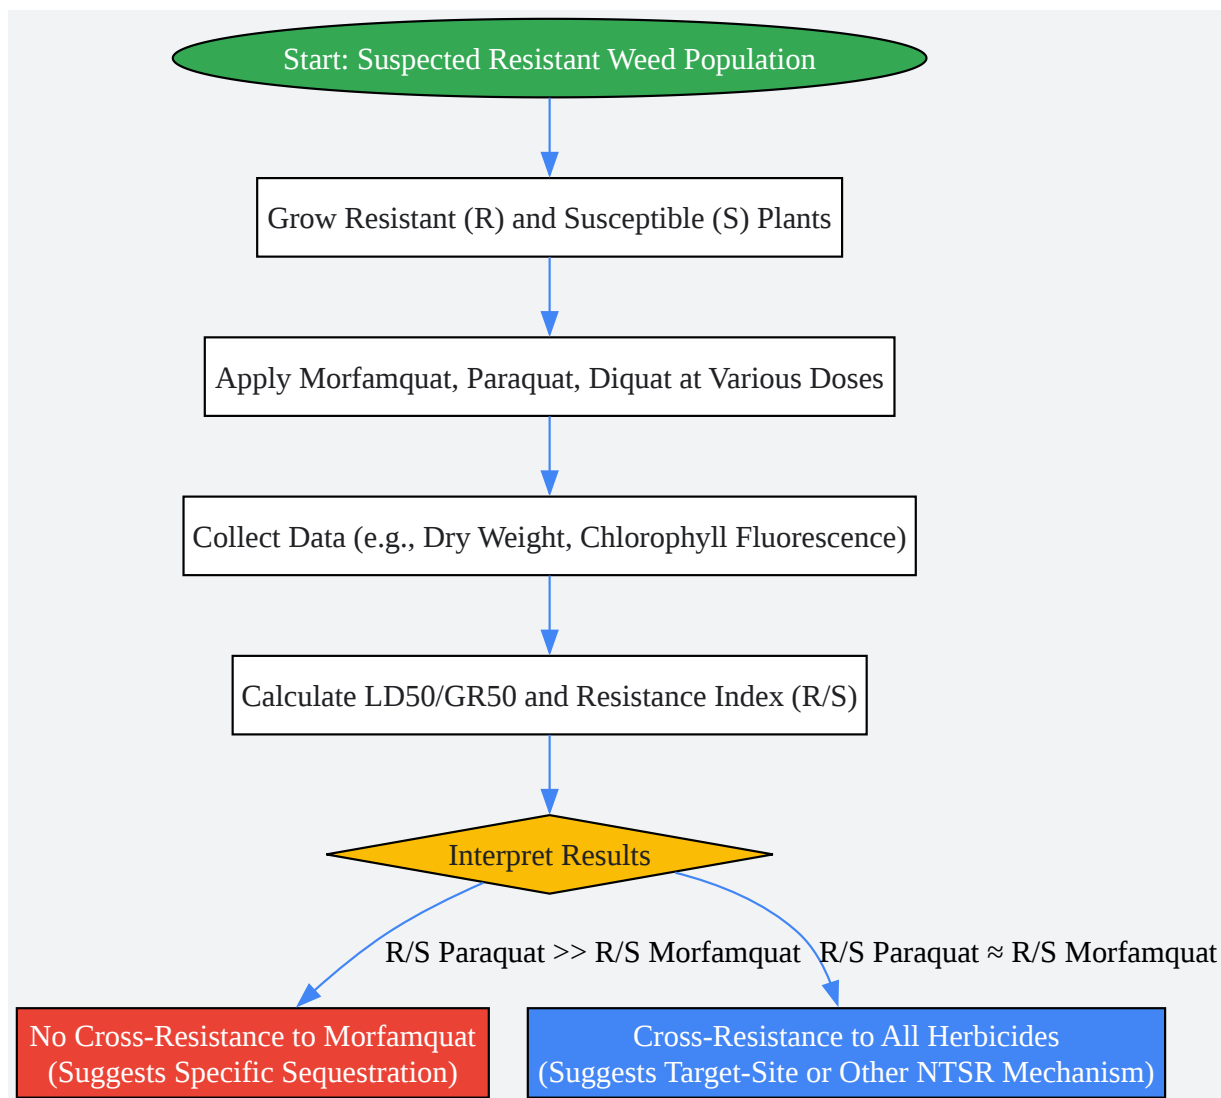 Start: Suspected Resistant Weed Population
Grow Resistant (R) and Susceptible (S) Plants
Apply Morfamquat, Paraquat, Diquat at Various Doses
Collect Data (e.g., Dry Weight, Chlorophyll Fluorescence)
Calculate LD50/GR50 and Resistance Index (R/S)
Interpret Results
R/S Paraquat >> R/S Morfamquat
R/S Paraquat ≈ R/S Morfamquat
No Cross-Resistance to Morfamquat
(Suggests Specific Sequestration)
Cross-Resistance to All Herbicides
(Suggests Target-Site or Other NTSR Mechanism)